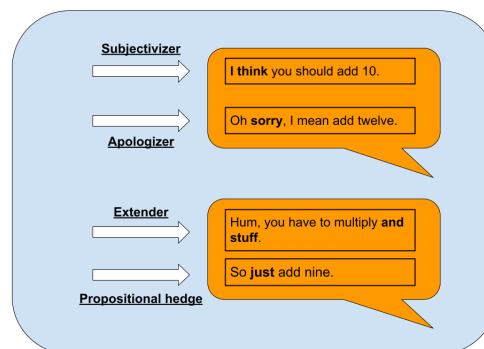 Subjectivizer
I think you should add 10.
Oh sorry, I mean add twelve.
Apologizer
Extender
Hum, you have to multiply and
stuff.
So just add nine.
Propositional hedge